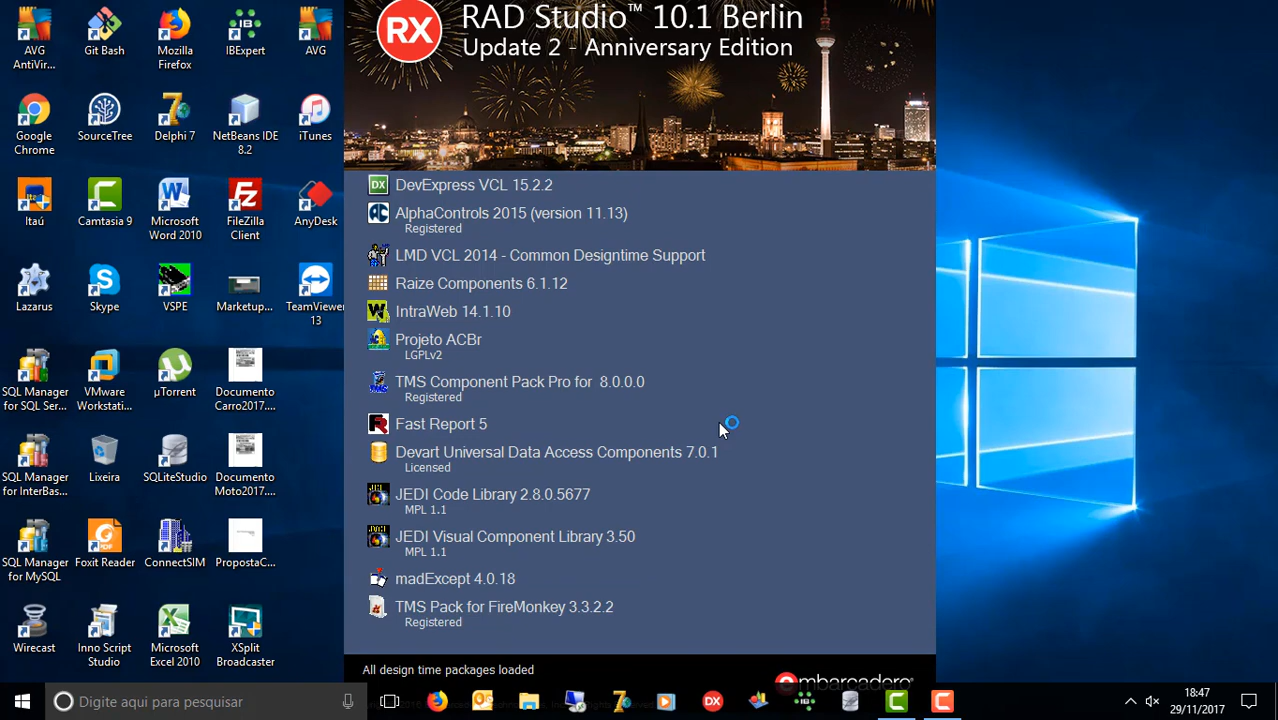 AVG
AntiVir...
Git Bash
Mozilla
Firefox
IBExpert
AVG
Google
Chrome
SourceTree
7
Delphi 7
NetBeans IDE
8.2
iTunes
Itaú
Itaú
Camtasia 9
Microsoft
Word 2010
FileZilla
Client
AnyDesk
Lazarus
Skype
VSPE
Marketup...
TeamViewer
13
SQL Manager
for SQL Ser...
VMware
Workstati...
µTorrent
Documento
Carro2017....
SQL Manager
for InterBas...
Lixeira
SQLiteStudio
Documento
Moto2017....
SQL Manager
for MySQL
Foxit Reader
ConnectSIM
PropostaC...
Wirecast
Inno Script
Studio
Microsoft
Excel 2010
XSplit
Broadcaster
RX
RAD Studio™ 10.1 Berlin
Update 2 - Anniversary Edition
DX
DevExpress VCL 15.2.2
AlphaControls 2015 (version 11.13)
Registered
LMD VCL 2014 - Common Designtime Support
Raize Components 6.1.12
IntraWeb 14.1.10
Projeto ACBr
LGPLv2
TMS
TMS Component Pack Pro for 8.0.0.0
Registered
Fast Report 5
Devart Universal Data Access Components 7.0.1
Licensed
JEDI Code Library 2.8.0.5677
MPL 1.1
JEDI Visual Component Library 3.50
MPL 1.1
madExcept 4.0.18
TMS Pack for FireMonkey 3.3.2.2
Registered
All design time packages loaded
embarcadero
Digite aqui para pesquisar
7
DX
18:47
29/11/2017